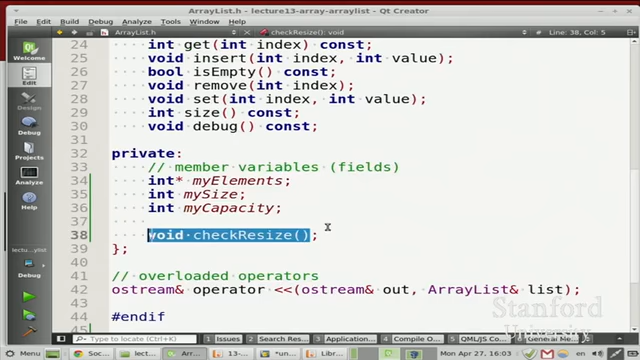 ArrayList.h - lecture13-array-arraylist - Qt Creator
File Edit Build Debug Analyze Tools Window Help
ArrayList.h checkResize(): void Line: 38, Col: 5
Welcome
Edit
Design
Debug
Projects
Analyze
Help
Debug
24 int get(int index) const;
25 void insert(int index, int value);
26 bool isEmpty() const;
27 void remove(int index);
28 void set(int index, int value);
29 int size() const;
30 void debug() const;
31
32 private:
33 // member variables (fields)
34 int* myElements;
35 int mySize;
36 int myCapacity;
37
38 void checkResize();
39 };
40
41 // overloaded operators
42 ostream& operator <<(ostream& out, ArrayList& list);
43
44 #endif
45
Stanford
University
Type to locate (Ctrl+K) 1 Issues 2 Search Res... 3 Application... 4 Compile O... 5 QML/JS Co...
Menu Soc... lect... Arr... 13-... *un... Mon Apr 27, 16:03